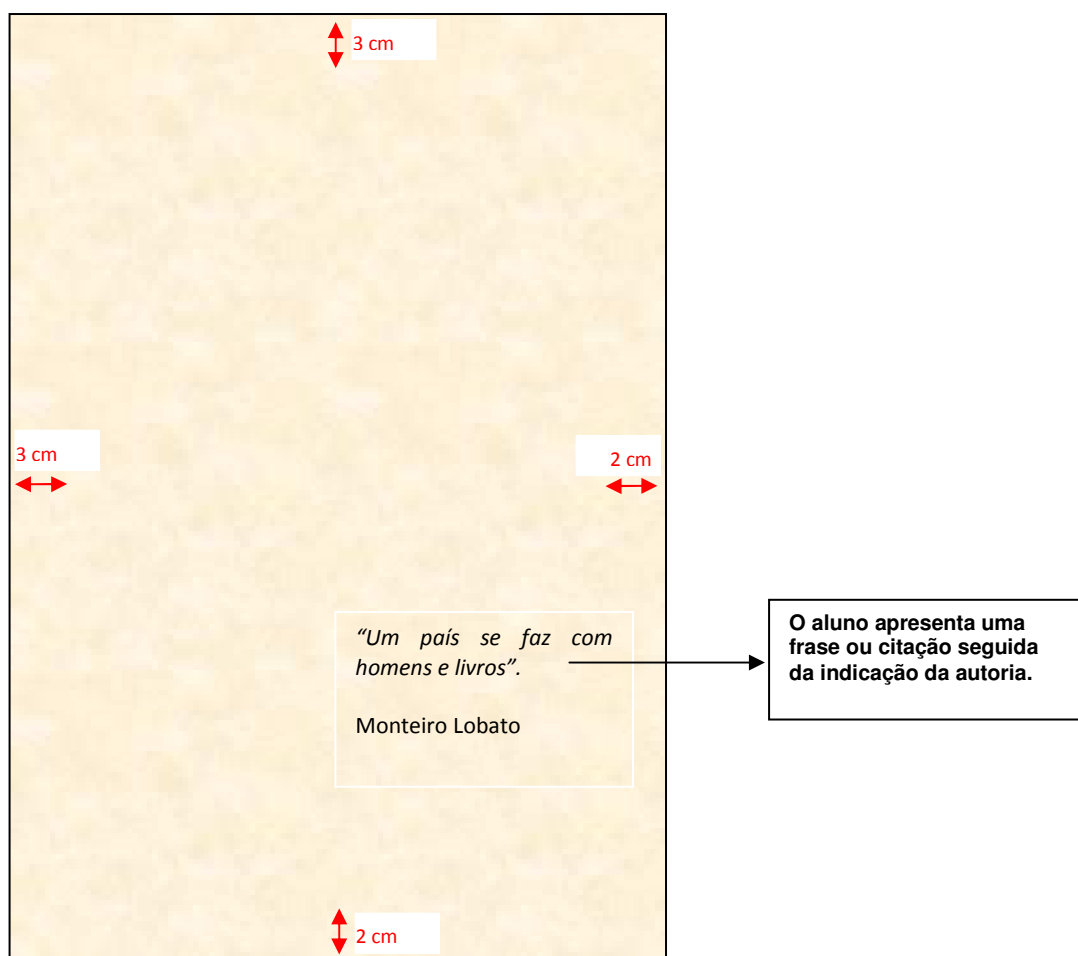 3 cm
3 cm
2 cm
“Um país se faz com
homens e livros”.
Monteiro Lobato
O aluno apresenta uma
frase ou citação seguida
da indicação da autoria.
2 cm